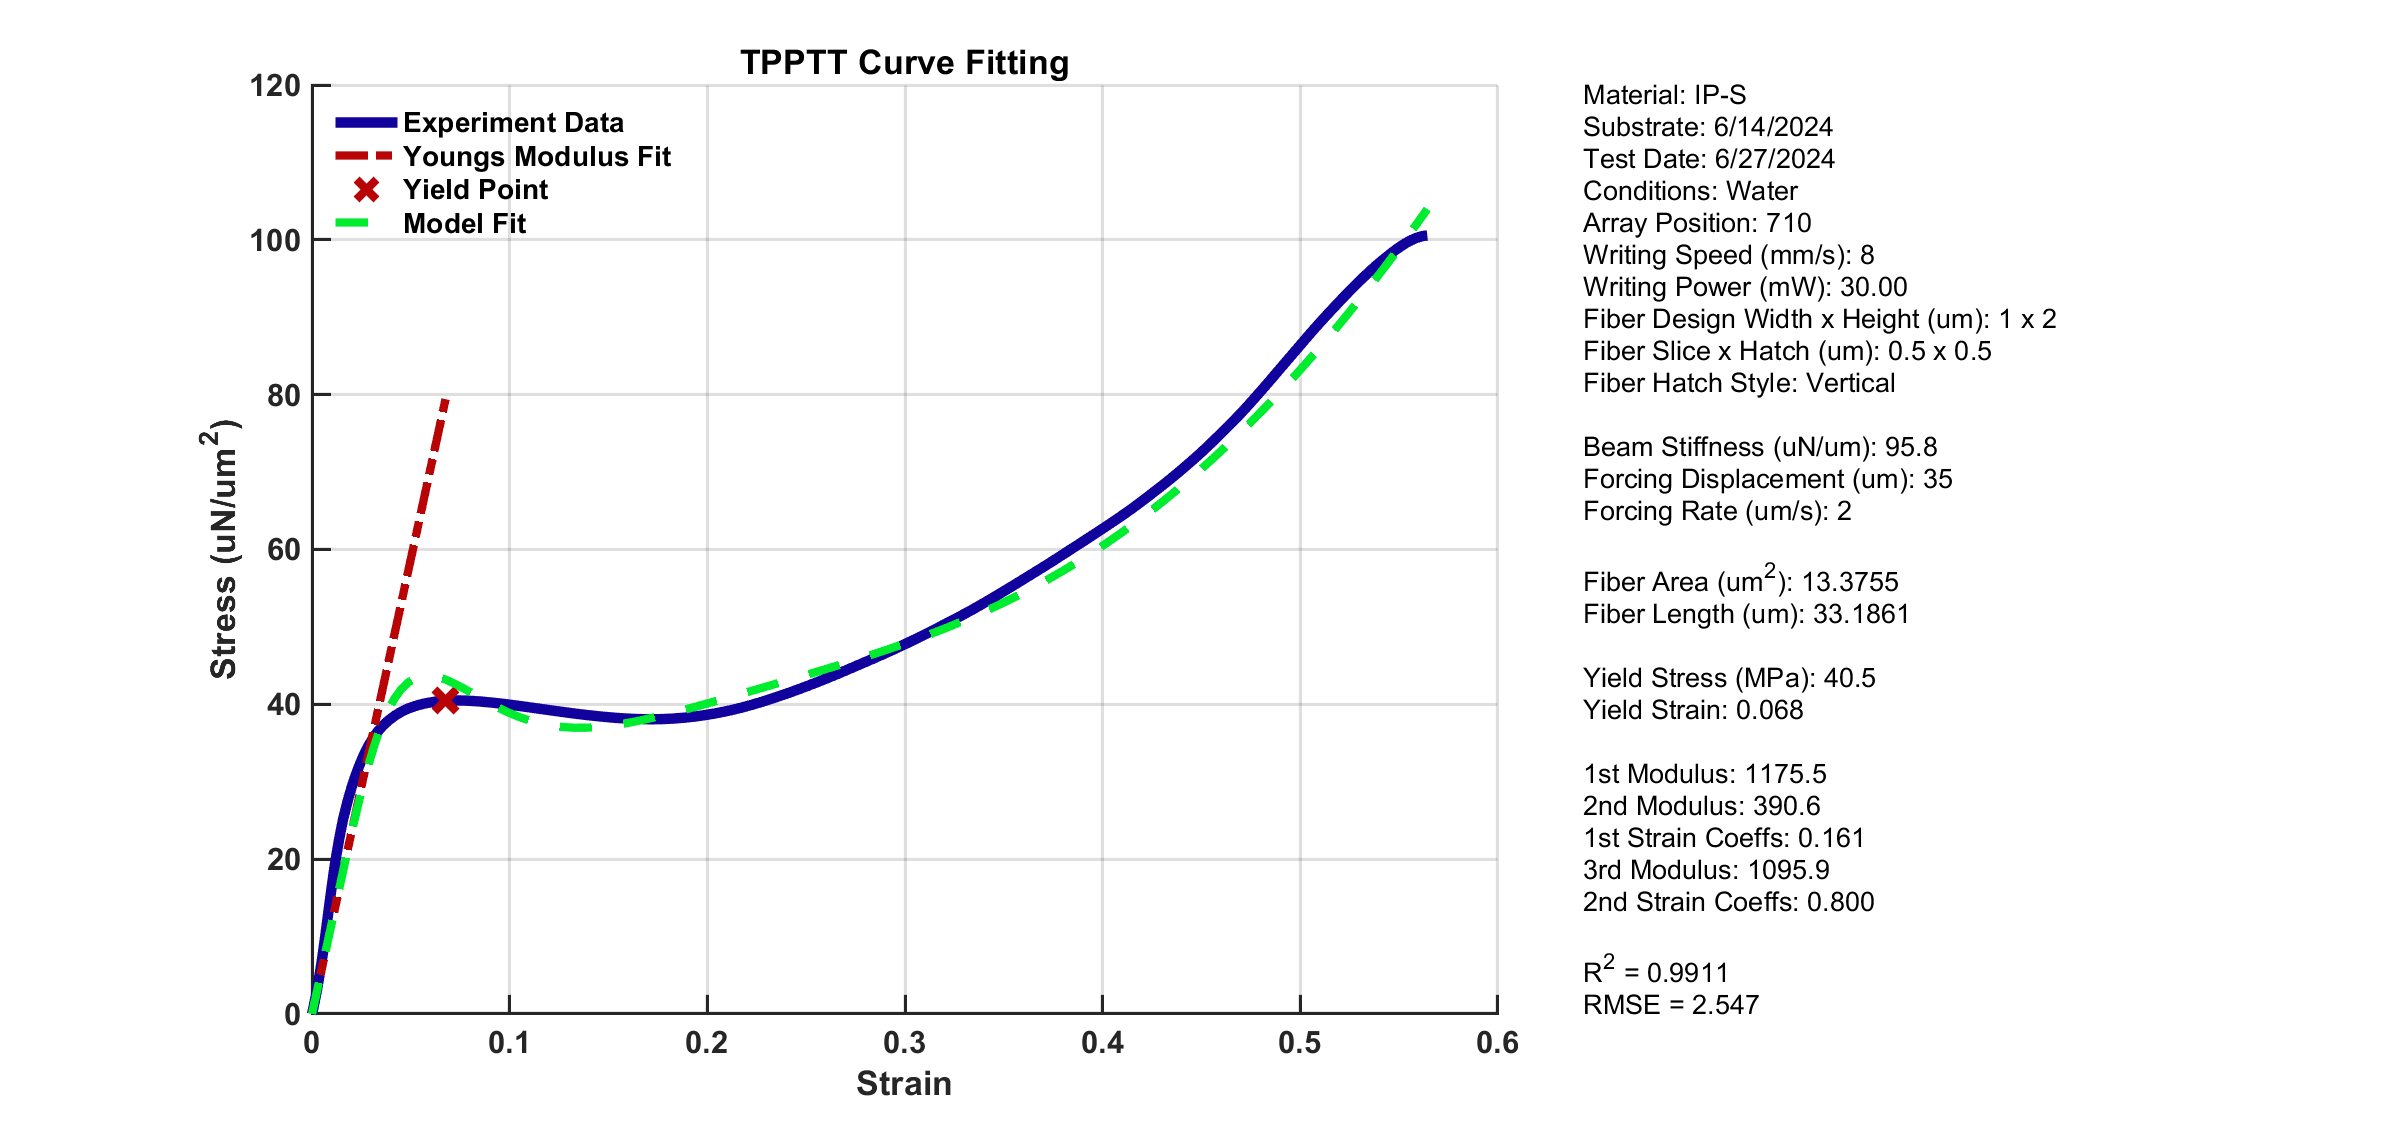 TPPTT Curve Fitting
120
100
80
60
40
20
0
Stress (uN/um²)
Experiment Data
Youngs Modulus Fit
Yield Point
Model Fit
0 0.1 0.2 0.3 0.4 0.5 0.6
Strain
Material: IP-S
Substrate: 6/14/2024
Test Date: 6/27/2024
Conditions: Water
Array Position: 710
Writing Speed (mm/s): 8
Writing Power (mW): 30.00
Fiber Design Width x Height (um): 1 x 2
Fiber Slice x Hatch (um): 0.5 x 0.5
Fiber Hatch Style: Vertical
Beam Stiffness (uN/um): 95.8
Forcing Displacement (um): 35
Forcing Rate (um/s): 2
Fiber Area (um²): 13.3755
Fiber Length (um): 33.1861
Yield Stress (MPa): 40.5
Yield Strain: 0.068
1st Modulus: 1175.5
2nd Modulus: 390.6
1st Strain Coeffs: 0.161
3rd Modulus: 1095.9
2nd Strain Coeffs: 0.800
R² = 0.9911
RMSE = 2.547